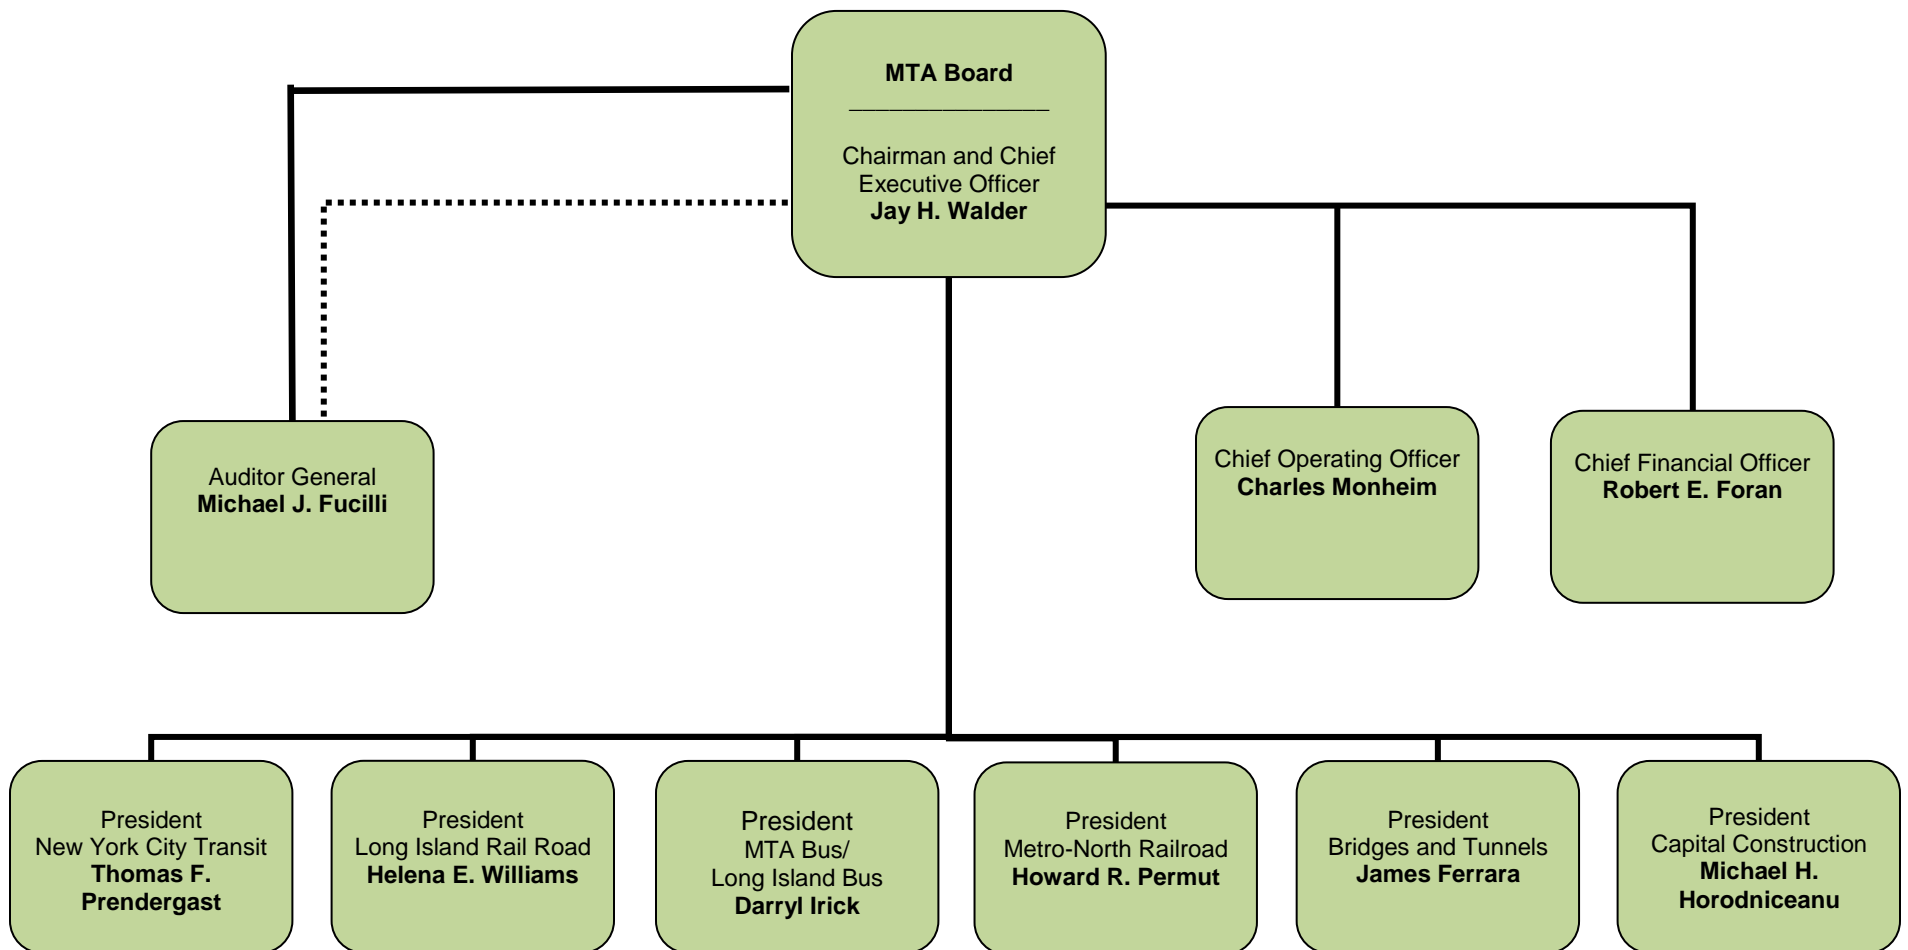 MTA Board
_______________
Chairman and Chief
Executive Officer
Jay H. Walder
Auditor General
Michael J. Fucilli
Chief Operating Officer
Charles Monheim
Chief Financial Officer
Robert E. Foran
President
New York City Transit
Thomas F.
Prendergast
President
Long Island Rail Road
Helena E. Williams
President
MTA Bus/
Long Island Bus
Darryl Irick
President
Metro-North Railroad
Howard R. Permut
President
Bridges and Tunnels
James Ferrara
President
Capital Construction
Michael H.
Horodniceanu